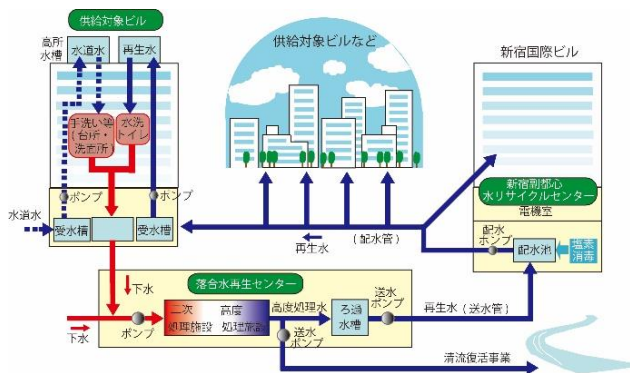 供給対象ビル
高所
水槽
水道水
再生水
手洗い等
(台所・
洗面所)
水洗
トイレ
ポンプ
ポンプ
水道水
受水槽
受水槽
供給対象ビルなど
新宿国際ビル
新宿副都心
水リサイクルセンター
電機室
配水
ポンプ
配水池
塩素
消毒
再生水
(配水管)
落合水再生センター
下水
下水
ポンプ
二次
処理施設
高度
処理施設
高度処理水
送水
ポンプ
ろ過
水槽
送水
ポンプ
再生水(送水管)
清流復活事業